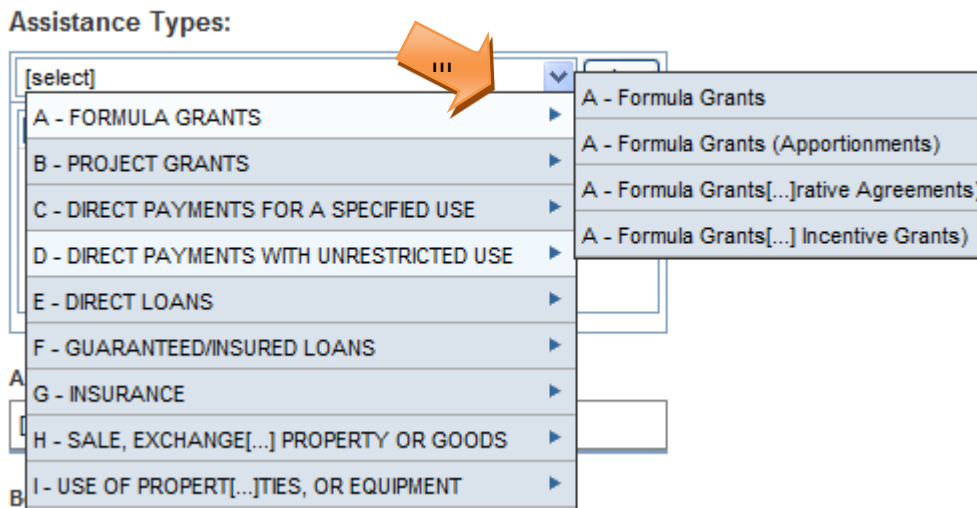 Assistance Types:
...
[select]
A - FORMULA GRANTS
B - PROJECT GRANTS
C - DIRECT PAYMENTS FOR A SPECIFIED USE
D - DIRECT PAYMENTS WITH UNRESTRICTED USE
E - DIRECT LOANS
F - GUARANTEED/INSURED LOANS
G - INSURANCE
H - SALE, EXCHANGE[...] PROPERTY OR GOODS
I - USE OF PROPERT[...]TIES, OR EQUIPMENT
A - Formula Grants
A - Formula Grants (Apportionments)
A - Formula Grants[...]rative Agreements)
A - Formula Grants[...] Incentive Grants)